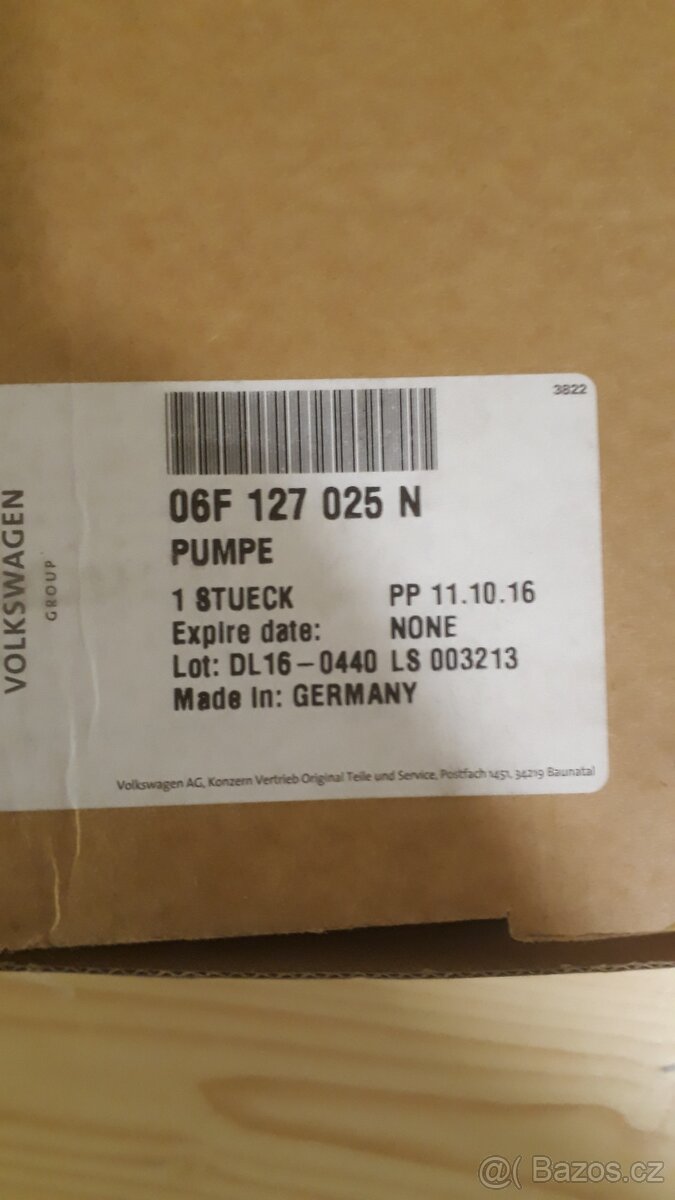 3822
06F 127 025 N
PUMPE
1 STUECK PP 11.10.16
Expire date: NONE
Lot: DL16-0440 LS 003213
Made in: GERMANY
Volkswagen AG, Konzern Vertrieb Original Teile und Service, Postfach 1451, 34219 Baunatal
VOLKSWAGEN
GROUP
@( Bazos.cz